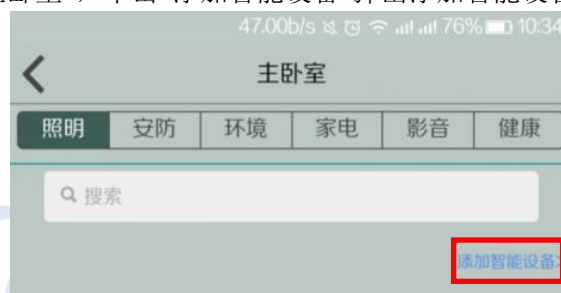 47.00b/s 76% 10:34
主卧室
照明 安防 环境 家电 影音 健康
搜索
添加智能设备